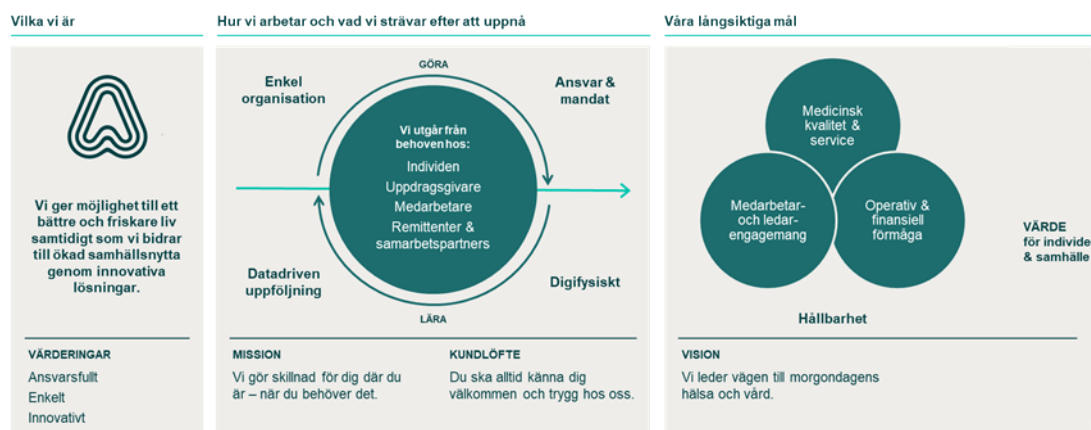 Vilka vi är
Vi ger möjlighet till ett
bättre och friskare liv
samtidigt som vi bidrar
till ökad samhällsnytta
genom innovativa
lösningar.
VÄRDERINGAR
Ansvarsfullt
Enkelt
Innovativt
Hur vi arbetar och vad vi strävar efter att uppnå
GÖRA
Enkel
organisation
Ansvar &
mandat
Vi utgår från
behoven hos:
Individen
Uppdragsgivare
Medarbetare
Remittenter &
samarbetspartners
Datadriven
uppföljning
Digifysiskt
LÄRA
MISSION
Vi gör skillnad för dig där du
är – när du behöver det.
KUNDLÖFTE
Du ska alltid känna dig
välkommen och trygg hos oss.
Våra långsiktiga mål
Medicinsk
kvalitet &
service
Medarbetar-
och ledar-
engagemang
Operativ &
finansiell
förmåga
VÄRDE
för individe
& samhälle
Hållbarhet
VISION
Vi leder vägen till morgondagens
hälsa och vård.